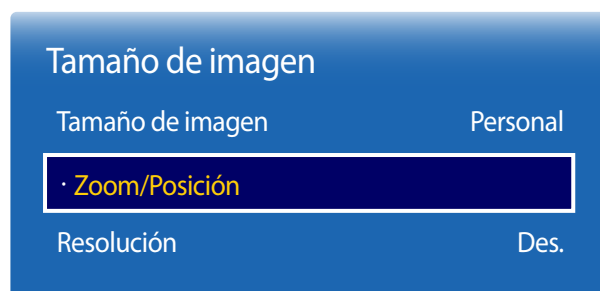 Tamaño de imagen
Tamaño de imagen Personal
· Zoom/Posición
Resolución Des.